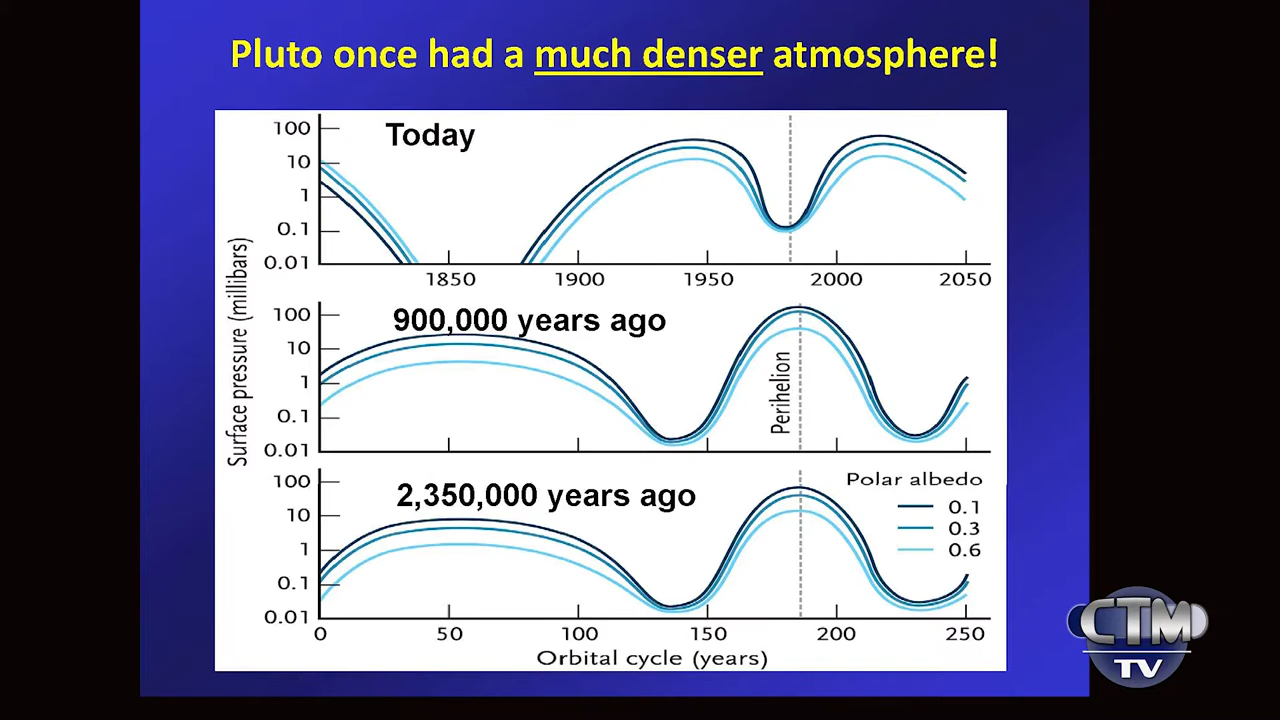 Pluto once had a much denser atmosphere!
Surface pressure (millibars)
Today
100
10
1
0.1
0.01
1850
1900
1950
2000
2050
900,000 years ago
100
10
1
0.1
0.01
Perihelion
2,350,000 years ago
100
10
1
0.1
0.01
Polar albedo
0.1
0.3
0.6
0
50
100
150
200
250
Orbital cycle (years)
CTM
TV